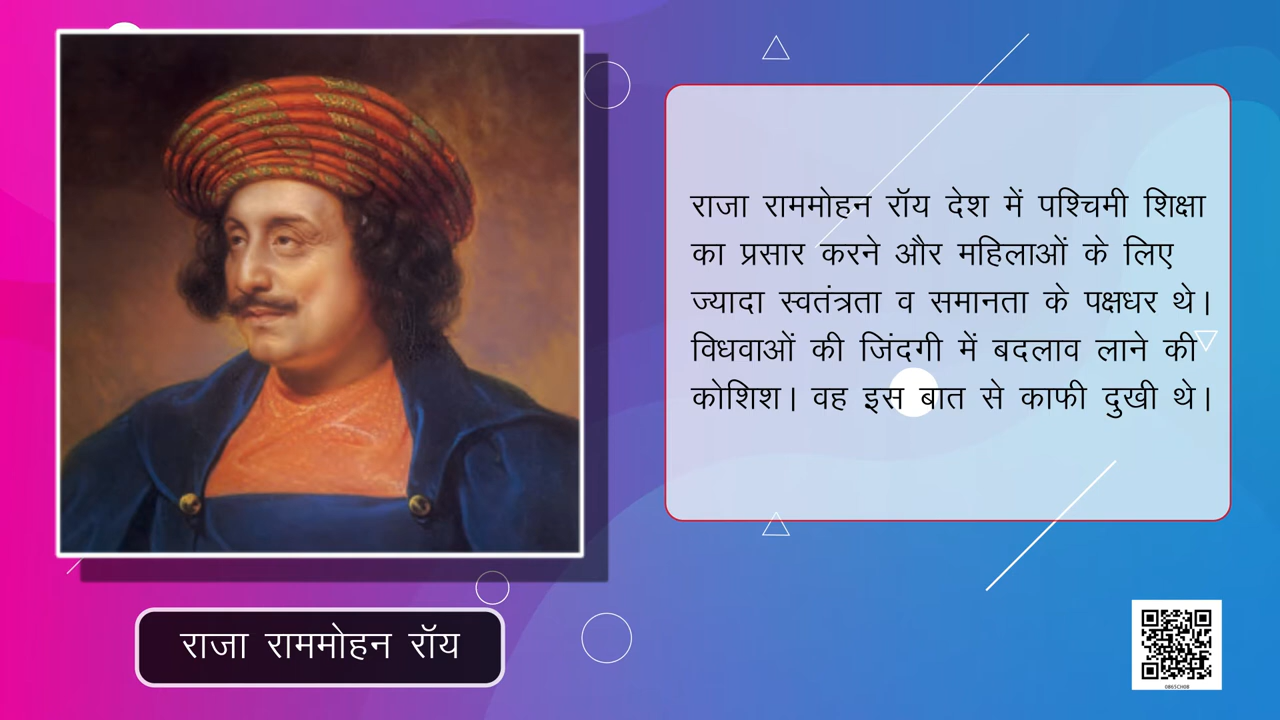 राजा राममोहन रॉय देश में पश्चिमी शिक्षा
का प्रसार करने और महिलाओं के लिए
ज्यादा स्वतंत्रता व समानता के पक्षधर थे।
विधवाओं की जिंदगी में बदलाव लाने की
कोशिश। वह इस बात से काफी दुखी थे।
राजा राममोहन रॉय
0865CH08